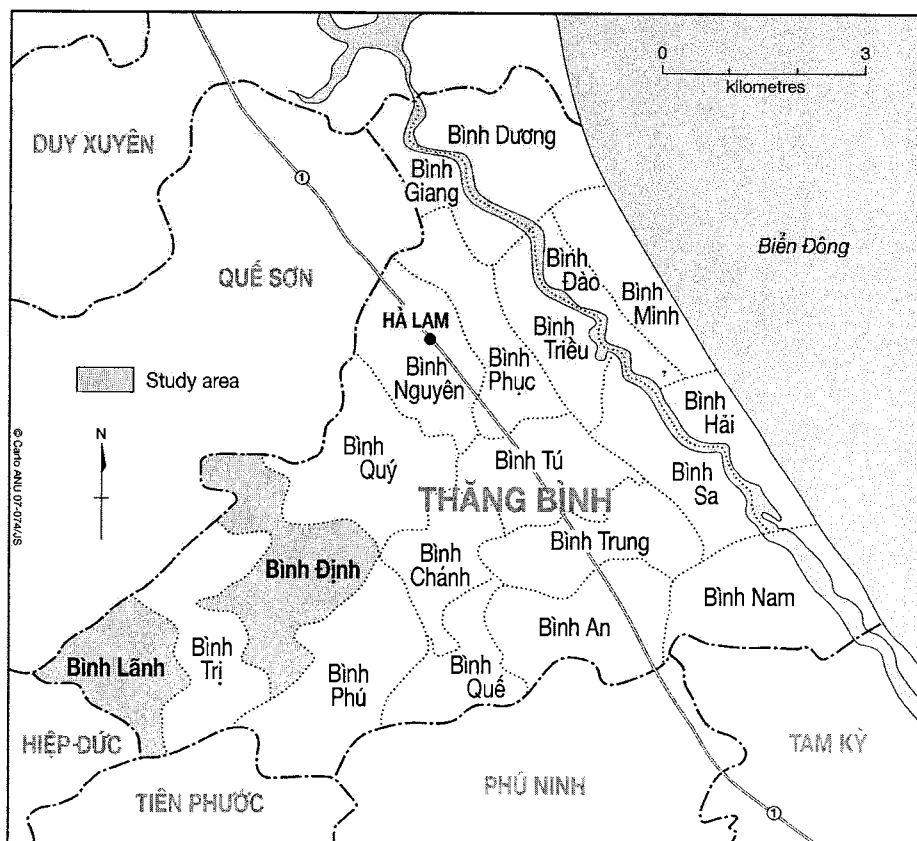 0 3
kilometres
DUY XUYÊN
Bình Dương
Bình
Giang
1
Biển Đông
QUẾ SƠN
Bình
Đào
Bình
Minh
HÀ LAM
Bình
Triều
Bình
Nguyên
Bình
Phục
Study area
?
Bình
Hải
© Carto ANU 07-074/JS
N
Bình
Quý
Bình Tú
Bình
Sa
THĂNG BÌNH
Bình Trung
Bình Định
Bình
Chánh
Bình Nam
Bình An
Bình Lãnh
Bình
Trị
Bình
Phú
Bình
Quế
HIỆP-DỨC
TAM KỲ
PHÚ NINH
TIÊN PHƯỚC
1